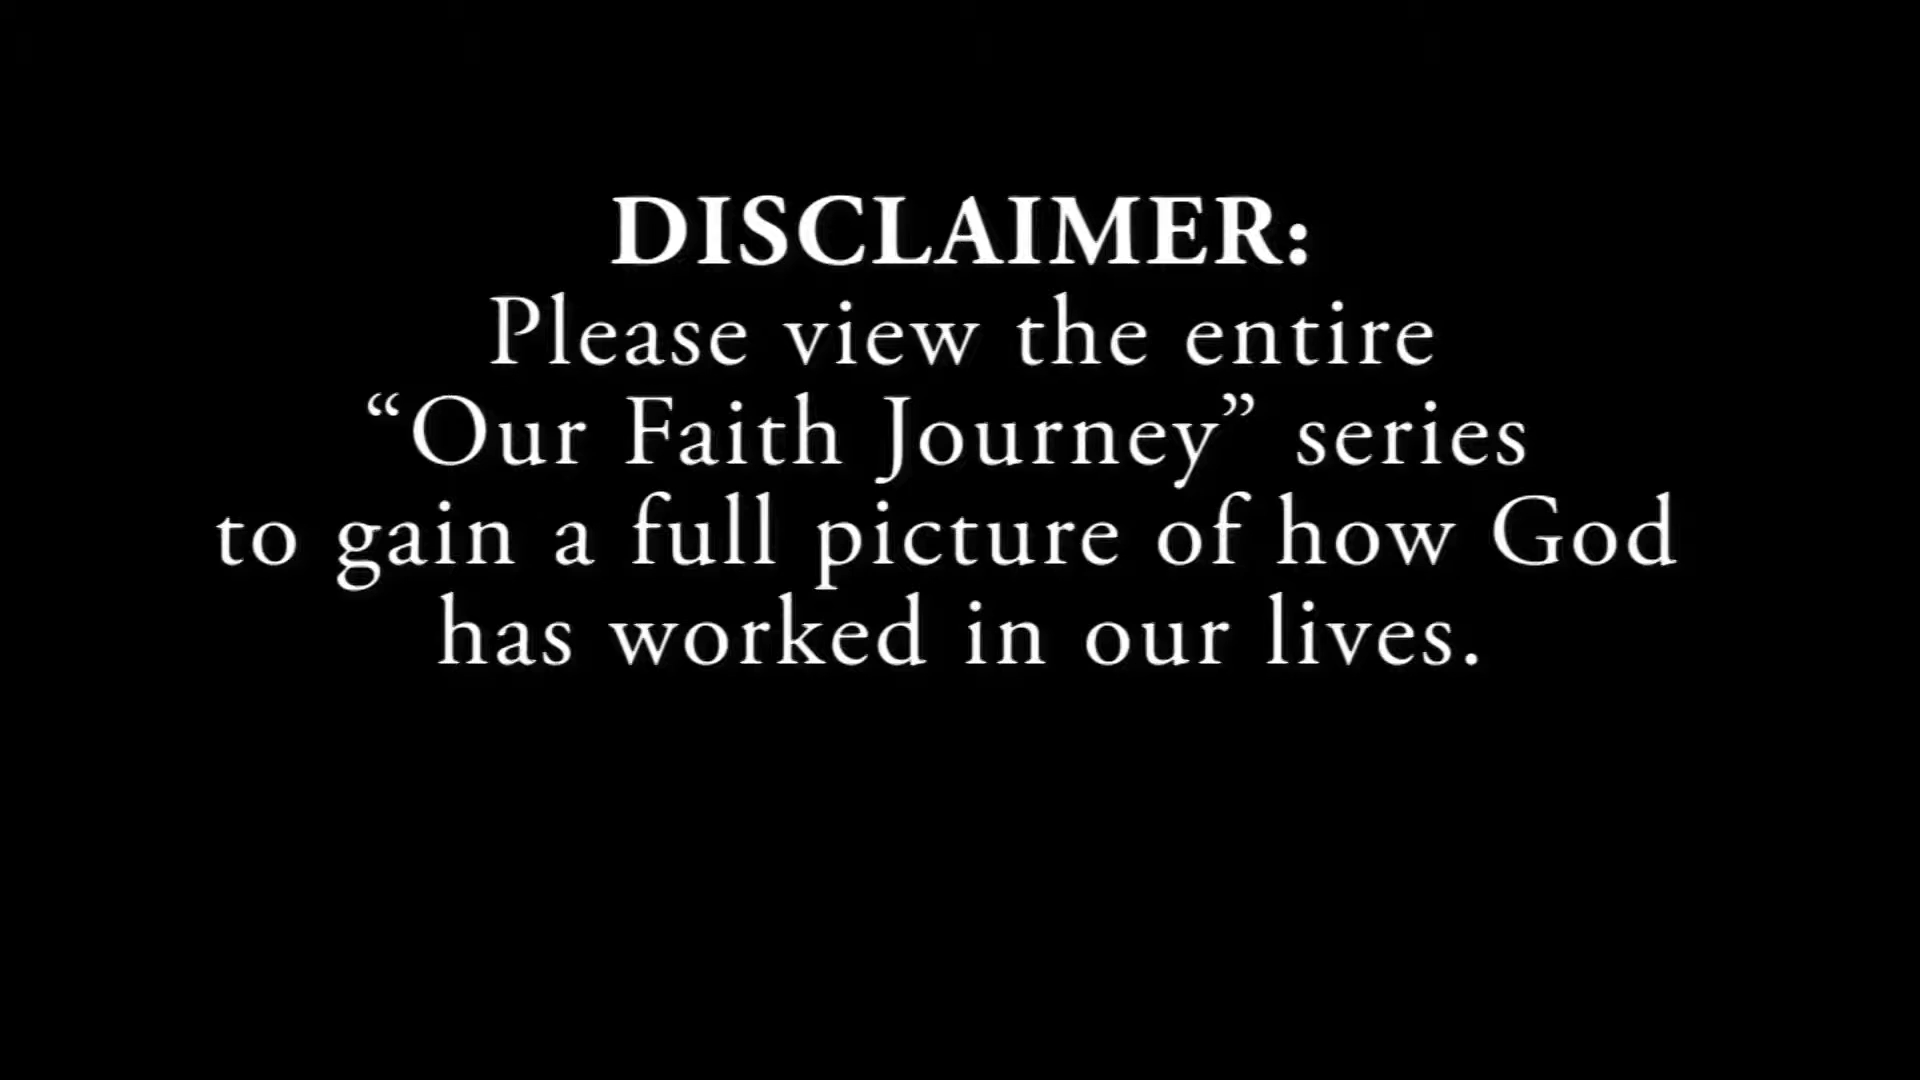 DISCLAIMER:
Please view the entire
“Our Faith Journey” series
to gain a full picture of how God
has worked in our lives.